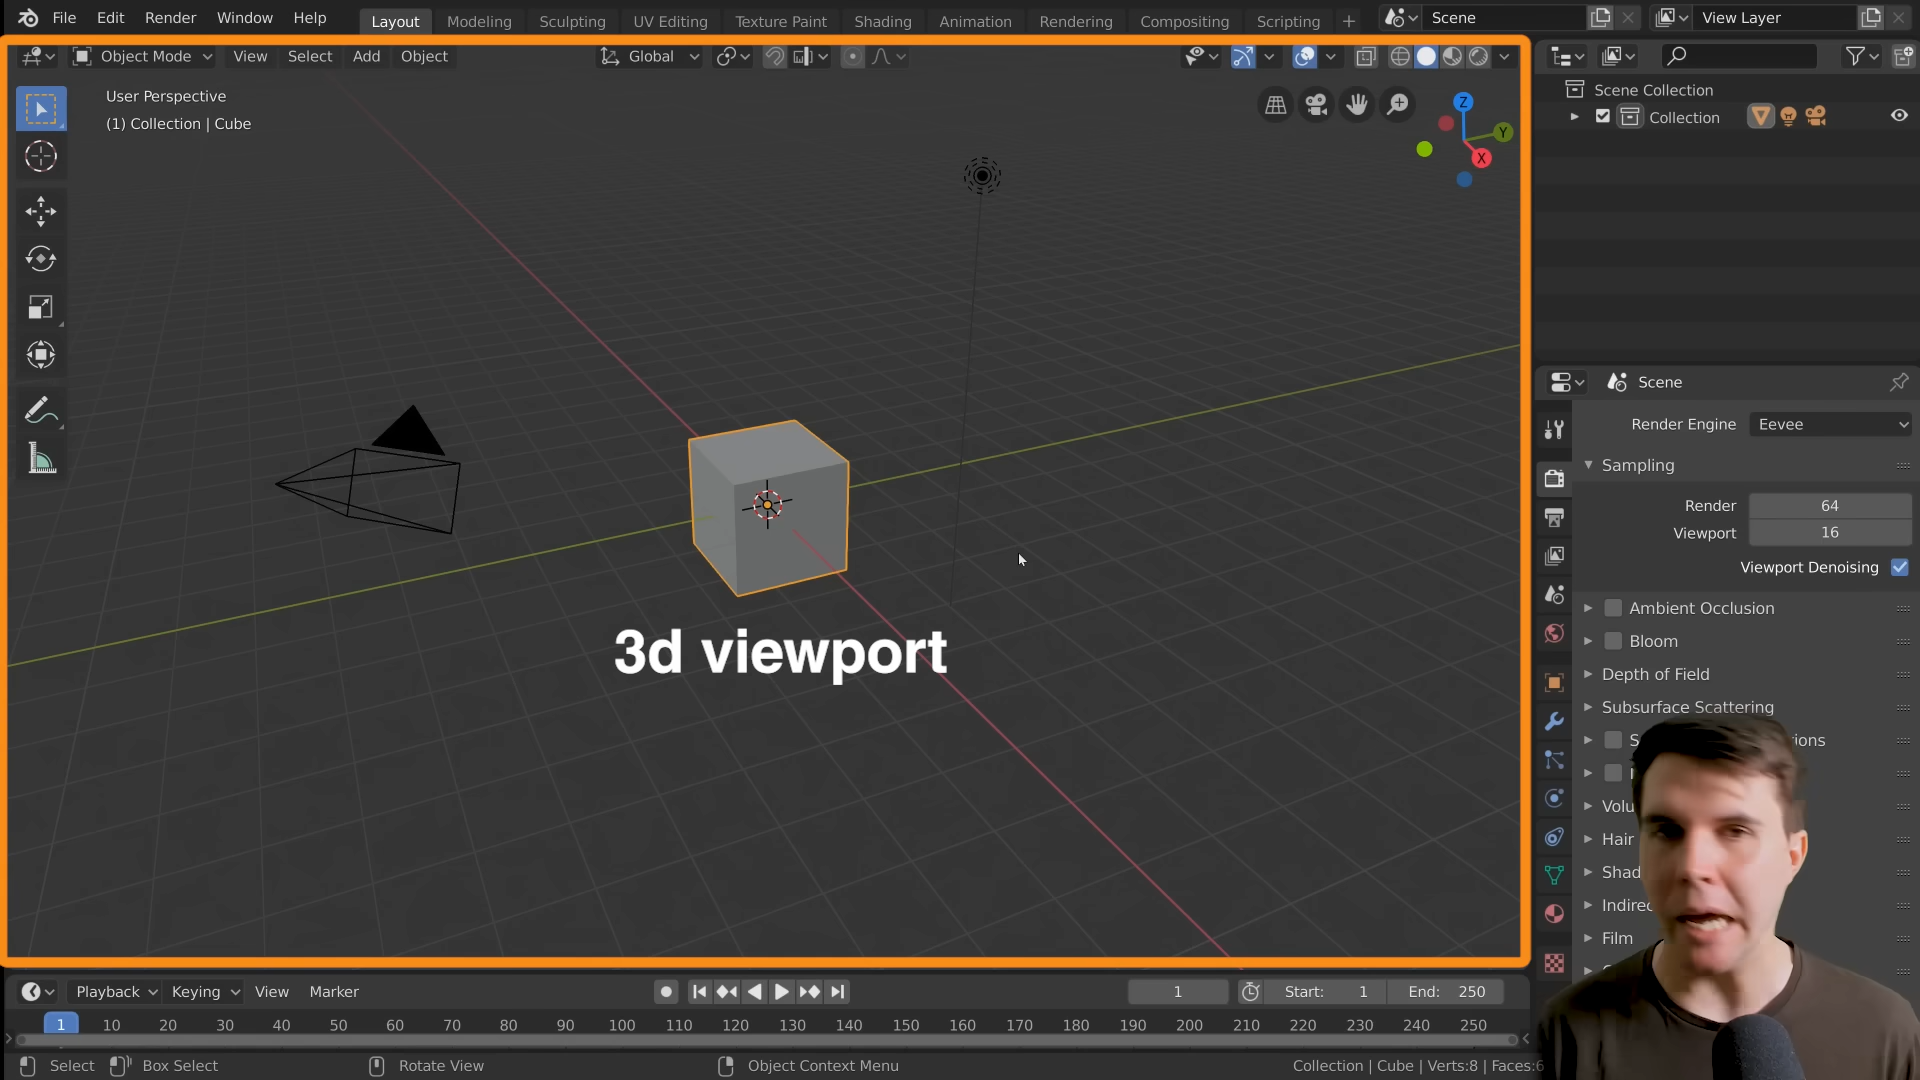 File Edit Render Window Help Layout Modeling Sculpting UV Editing Texture Paint Shading Animation Rendering Compositing Scripting + Scene View Layer
Object Mode View Select Add Object Global
User Perspective
(1) Collection | Cube
Z
Y
X
3d viewport
Scene Collection
Collection
Scene
Render Engine Eevee
Sampling
Render 64
Viewport 16
Viewport Denoising
Ambient Occlusion
Bloom
Depth of Field
Subsurface Scattering
Hair
Film
Playback Keying View Marker 1 Start: 1 End: 250
1 10 20 30 40 50 60 70 80 90 100 110 120 130 140 150 160 170 180 190 200 210 220 230 240 250
Select Box Select Rotate View Object Context Menu Collection | Cube | Verts:8 | Faces:6